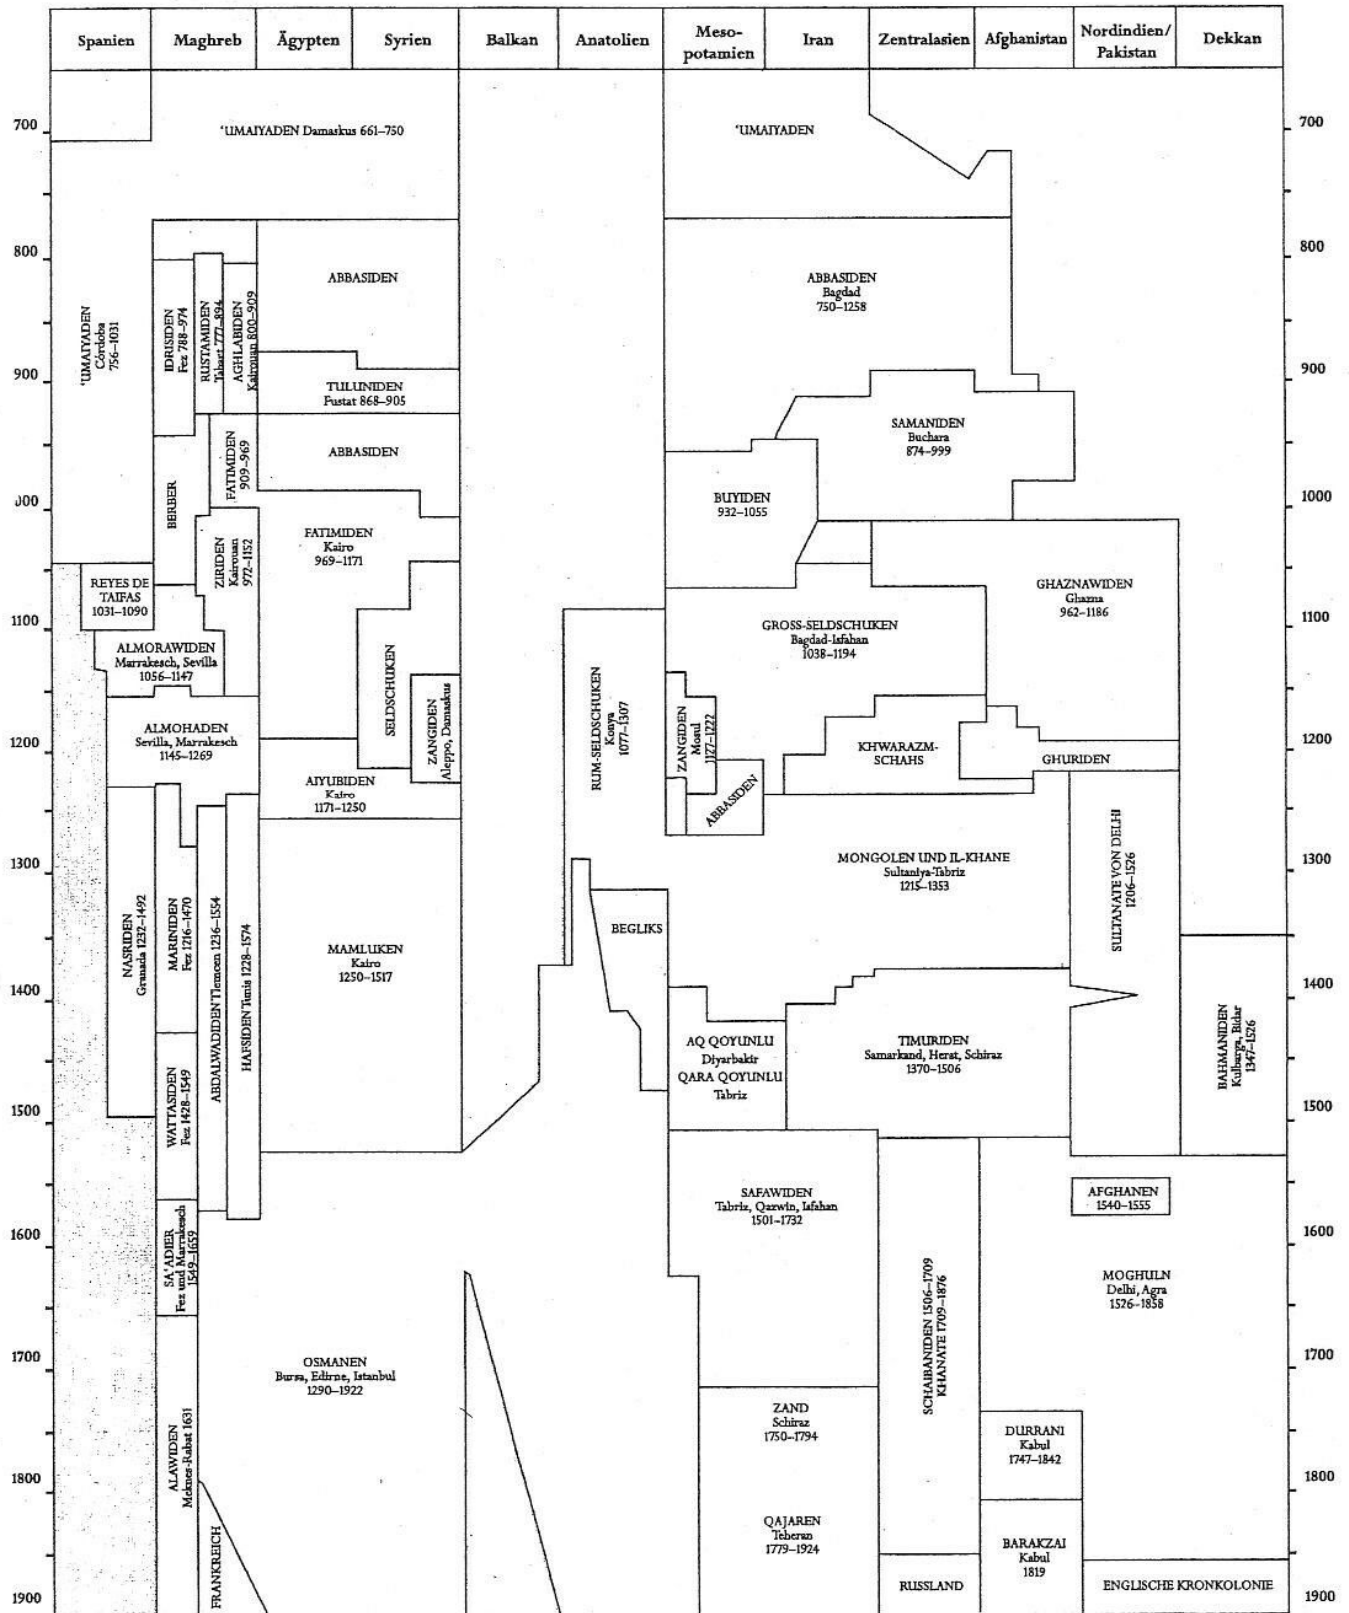 Spanien
Maghreb
Ägypten
Syrien
Balkan
Anatolien
Meso-
potamien
Iran
Zentralasien
Afghanistan
Nordindien/
Pakistan
Dekkan
700
800
900
000
1100
1200
1300
1400
1500
1600
1700
1800
1900
'UMAIYADEN Damaskus 661–750
'UMAIYADEN
'UMAIYADEN
Córdoba
756–1031
IDRISIDEN
Fez 788–974
RUSTAMIDEN
Tahart 777–894
AGHLABIDEN
Kairouan 800–909
ABBASIDEN
TULUNIDEN
Fustat 868–905
ABBASIDEN
BERBER
FATIMIDEN
909–969
ZIRIDEN
Kairouan
972–1152
FATIMIDEN
Kairo
969–1171
REYES DE
TAIFAS
1031–1090
ALMORAWIDEN
Marrakesch, Sevilla
1056–1147
ALMOHADEN
Sevilla, Marrakesch
1145–1269
SELDSCHUKEN
ZANGIDEN
Aleppo, Damaskus
AIYUBIDEN
Kairo
1171–1250
NASRIDEN
Granada 1232–1492
MARINIDEN
Fez 1216–1470
WATTASIDEN
Fez 1428–1549
ABDALWADIDEN Tlemcen 1236–1554
HAFSIDEN Tunis 1228–1574
MAMLUKEN
Kairo
1250–1517
SA'ADIER
Fez und Marrakesch
1549–1659
ALAWIDEN
Meknes-Rabat 1631
FRANKREICH
OSMANEN
Bursa, Edirne, Istanbul
1290–1922
RUM-SELDSCHUKEN
Konya
1077–1307
BEGLIKS
ABBASIDEN
Bagdad
750–1258
SAMANIDEN
Buchara
874–999
BUYIDEN
932–1055
GHAZNAWIDEN
Ghazna
962–1186
GROSS-SELDSCHUKEN
Bagdad-Isfahan
1038–1194
ZANGIDEN
Mosul
1127–1222
ABBASIDEN
KHWARAZM-
SCHAHS
GHURIDEN
MONGOLEN UND IL-KHANE
Sultaniya-Tabriz
1215–1353
SULTANATE VON DELHI
1206–1526
AQ QOYUNLU
Diyarbakir
QARA QOYUNLU
Tabriz
TIMURIDEN
Samarkand, Herat, Schiraz
1370–1506
BAHMANIDEN
Kulbarga, Bidar
1347–1526
SAFAWIDEN
Tabriz, Qazwin, Isfahan
1501–1732
AFGHANEN
1540–1555
MOGHULN
Delhi, Agra
1526–1858
SCHAIBANIDEN 1506–1709
KHANATE 1709–1876
ZAND
Schiraz
1750–1794
DURRANI
Kabul
1747–1842
QAJAREN
Teheran
1779–1924
BARAKZAI
Kabul
1819
RUSSLAND
ENGLISCHE KRONKOLONIE
700
800
900
1000
1100
1200
1300
1400
1500
1600
1700
1800
1900